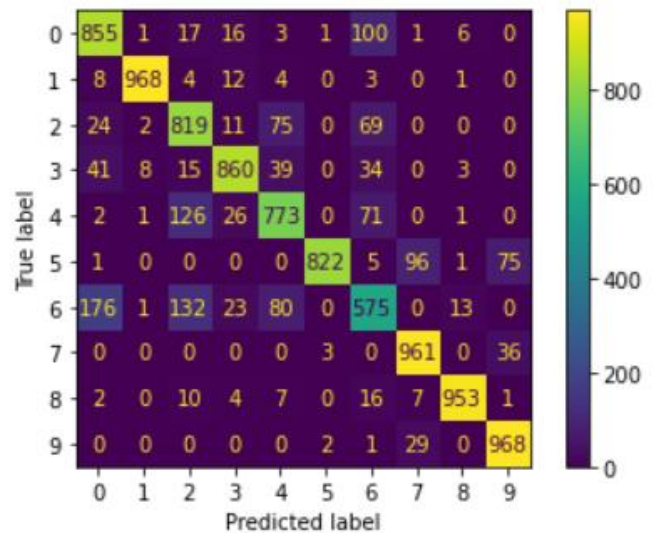 0 855 1 17 16 3 1 100 1 6 0
1 8 968 4 12 4 0 3 0 1 0
2 24 2 819 11 75 0 69 0 0 0
3 41 8 15 860 39 0 34 0 3 0
4 2 1 126 26 773 0 71 0 1 0
5 1 0 0 0 0 822 5 96 1 75
6 176 1 132 23 80 0 575 0 13 0
7 0 0 0 0 0 3 0 961 0 36
8 2 0 10 4 7 0 16 7 953 1
9 0 0 0 0 0 2 1 29 0 968
0 1 2 3 4 5 6 7 8 9
True label
Predicted label
800
600
400
200
0